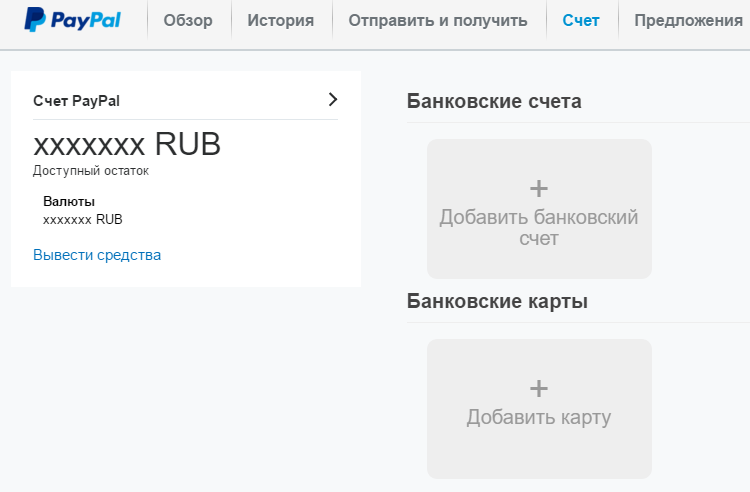 PayPal
Обзор
История
Отправить и получить
Счет
Предложения
Счет PayPal
xxxxxxx RUB
Доступный остаток
Валюты
xxxxxxx RUB
Вывести средства
Банковские счета
+
Добавить банковский
счет
Банковские карты
+
Добавить карту